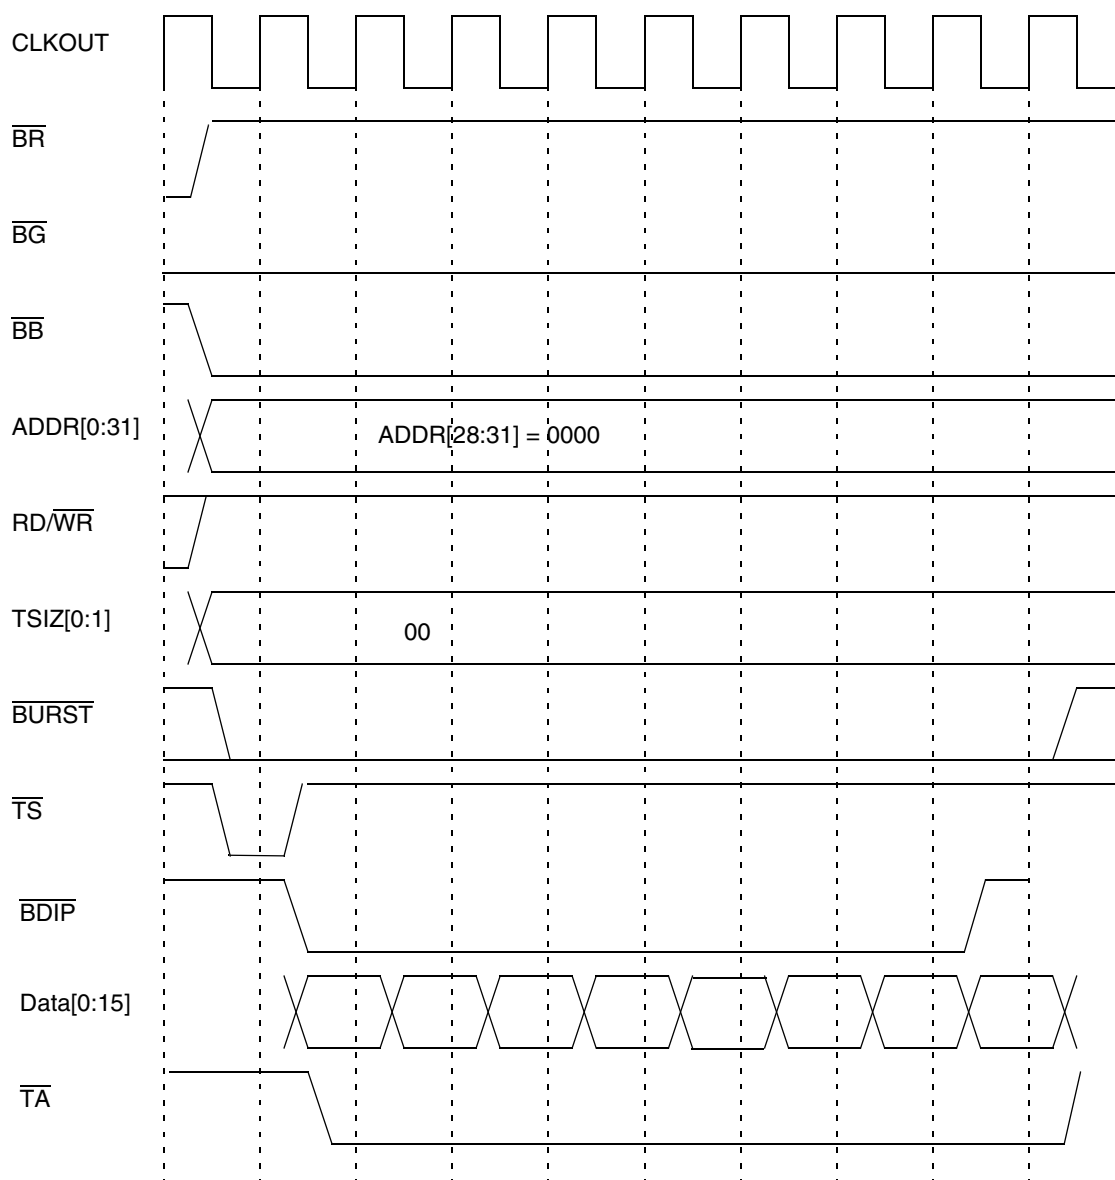 CLKOUT
BR
BG
BB
ADDR[0:31]
ADDR[28:31] = 0000
RD/WR
TSIZ[0:1]
00
BURST
TS
BDIP
Data[0:15]
TA